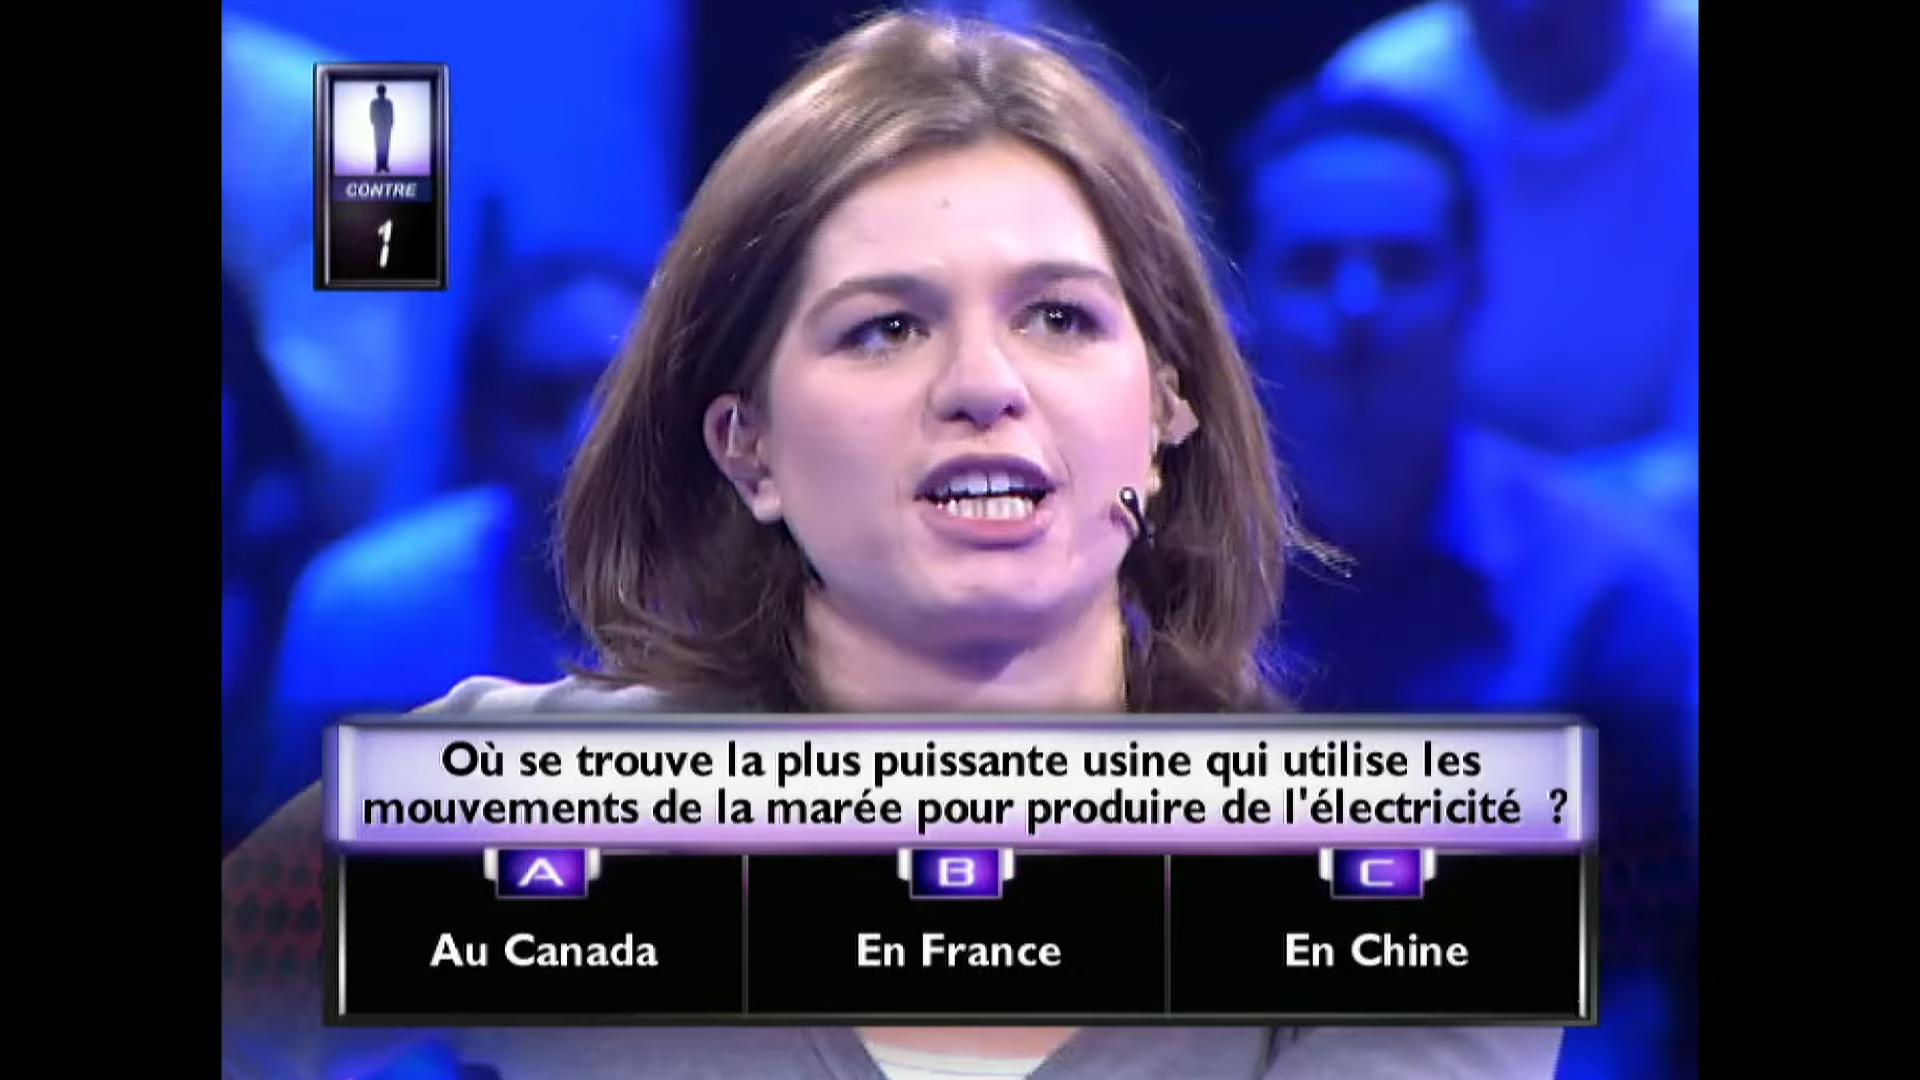 CONTRE
1
Où se trouve la plus puissante usine qui utilise les
mouvements de la marée pour produire de l'électricité ?
A
B
C
Au Canada
En France
En Chine